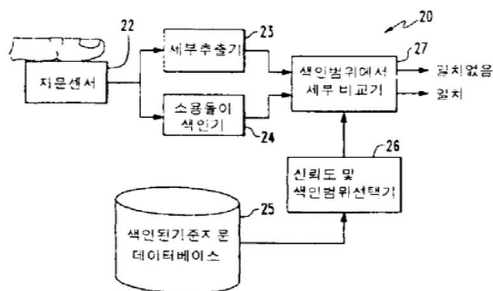 20
22
지문센서
23
세부추출기
소용돌이
색인기
24
27
색인범위에서
세부비교기
일치없음
일치
26
신뢰도 및
색인범위선택기
25
색인된기준지문
데이터베이스